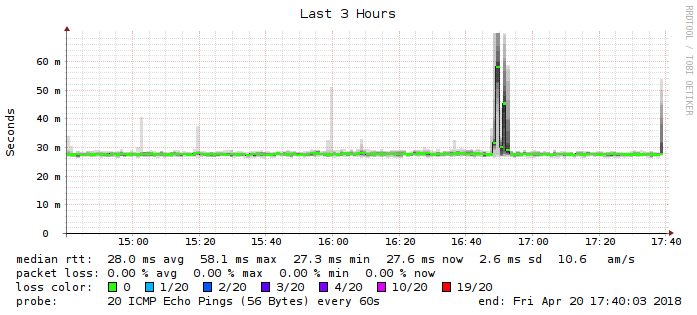 Last 3 Hours
RRDTOOL / TOBI OETIKER
Seconds
60 m
50 m
40 m
30 m
20 m
10 m
0
15:00 15:20 15:40 16:00 16:20 16:40 17:00 17:20 17:40
median rtt: 28.0 ms avg 58.1 ms max 27.3 ms min 27.6 ms now 2.6 ms sd 10.6 am/s
packet loss: 0.00 % avg 0.00 % max 0.00 % min 0.00 % now
loss color: 0 1/20 2/20 3/20 4/20 10/20 19/20
probe: 20 ICMP Echo Pings (56 Bytes) every 60s end: Fri Apr 20 17:40:03 2018